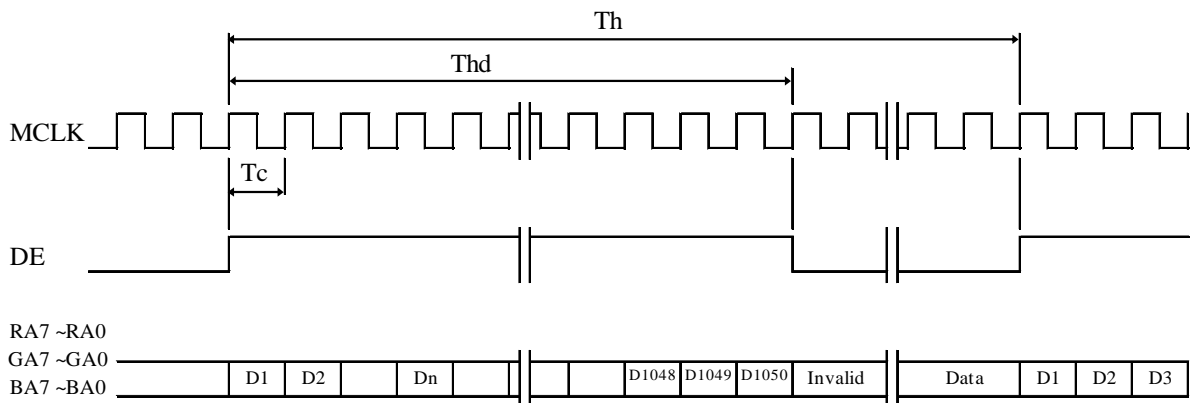 Th
Thd
MCLK
Tc
DE
RA7 ~RA0
GA7 ~GA0
BA7 ~BA0
D1 D2 Dn D1048 D1049 D1050 Invalid Data D1 D2 D3